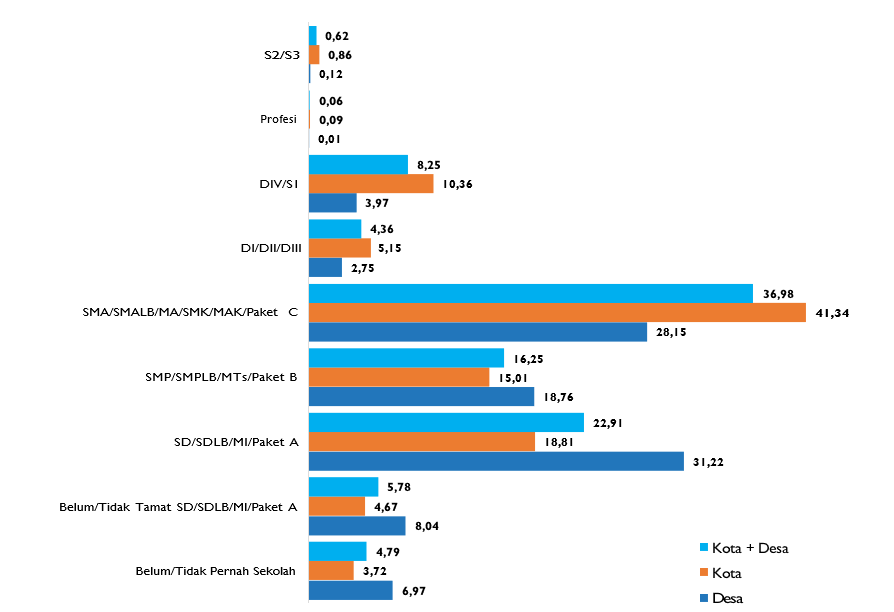 0,62
S2/S3
0,86
0,12
0,06
Profesi
0,09
0,01
8,25
DIV/S1
10,36
3,97
4,36
DI/DII/DIII
5,15
2,75
36,98
SMA/SMALB/MA/SMK/MAK/Paket C
41,34
28,15
16,25
SMP/SMPLB/MTs/Paket B
15,01
18,76
22,91
SD/SDLB/MI/Paket A
18,81
31,22
5,78
Belum/Tidak Tamat SD/SDLB/MI/Paket A
4,67
8,04
4,79
Belum/Tidak Pernah Sekolah
3,72
6,97
Kota + Desa
Kota
Desa